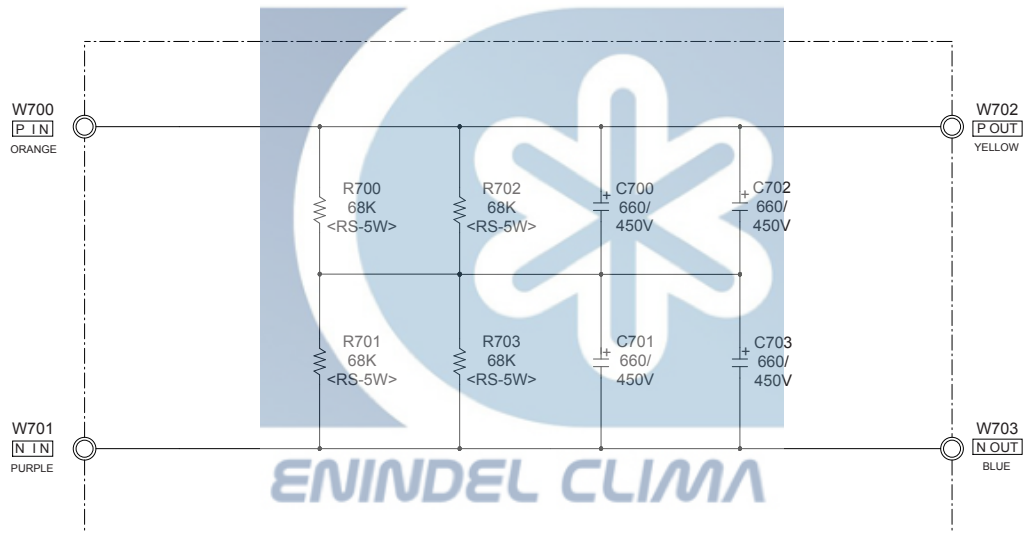 W700
P IN
ORANGE
W702
P OUT
YELLOW
R700
68K
<RS-5W>
R702
68K
<RS-5W>
+ C700
660/
450V
+ C702
660/
450V
R701
68K
<RS-5W>
R703
68K
<RS-5W>
+ C701
660/
450V
+ C703
660/
450V
W701
N IN
PURPLE
W703
N OUT
BLUE
ENINDEL CLIMA